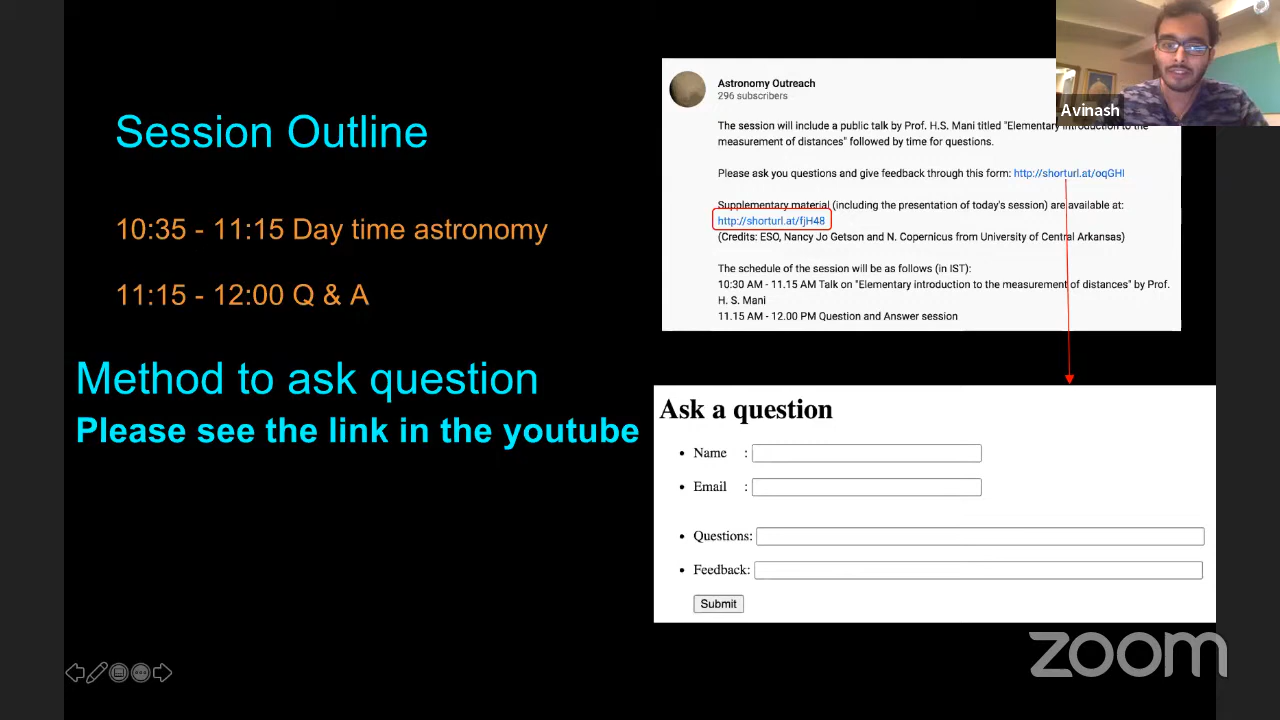 Session Outline
10:35 - 11:15 Day time astronomy
11:15 - 12:00 Q & A
Method to ask question
Please see the link in the youtube
Astronomy Outreach
296 subscribers
The session will include a public talk by Prof. H.S. Mani titled "Elementary introduction to the
measurement of distances" followed by time for questions.
Please ask you questions and give feedback through this form: http://shorturl.at/oqGHI
Supplementary material (including the presentation of today's session) are available at:
http://shorturl.at/fjH48
(Credits: ESO, Nancy Jo Getson and N. Copernicus from University of Central Arkansas)
The schedule of the session will be as follows (in IST):
10:30 AM - 11.15 AM Talk on "Elementary introduction to the measurement of distances" by Prof.
H. S. Mani
11.15 AM - 12.00 PM Question and Answer session
Avinash
Ask a question
Name :
Email :
Questions:
Feedback:
Submit
zoom